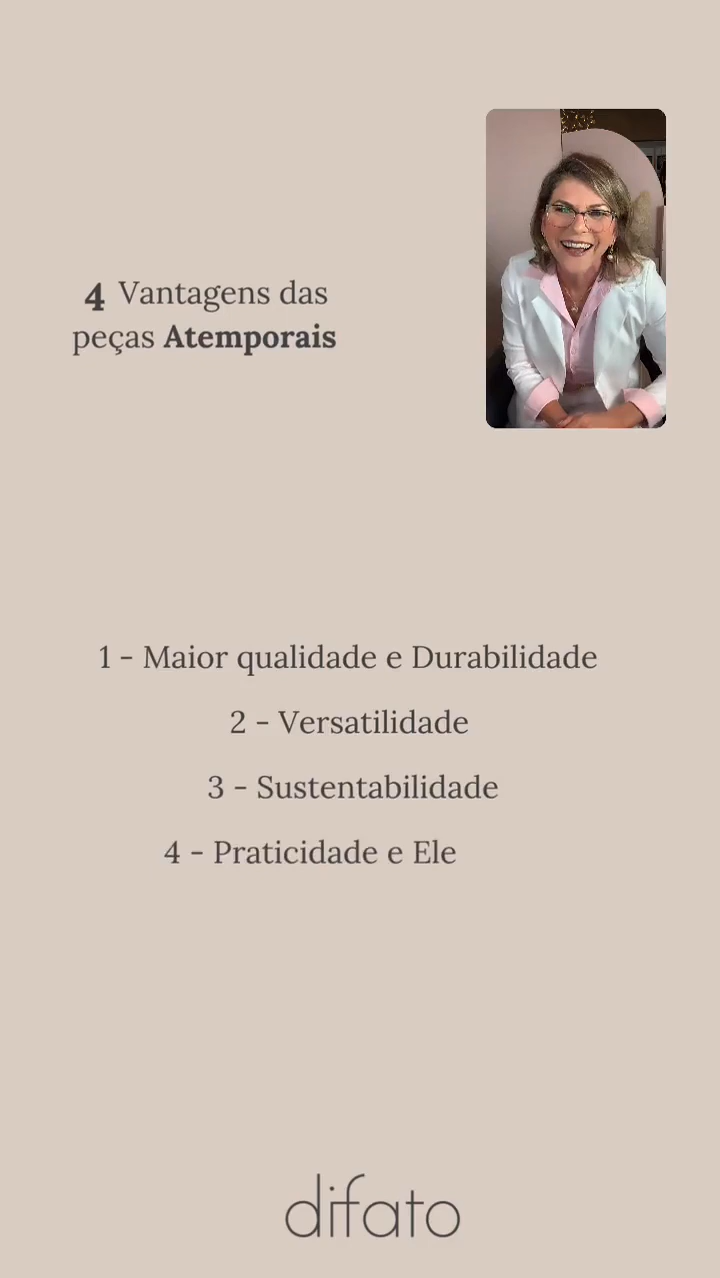 4 Vantagens das
peças Atemporais
1 - Maior qualidade e Durabilidade
2 - Versatilidade
3 - Sustentabilidade
4 - Praticidade e Ele
difato